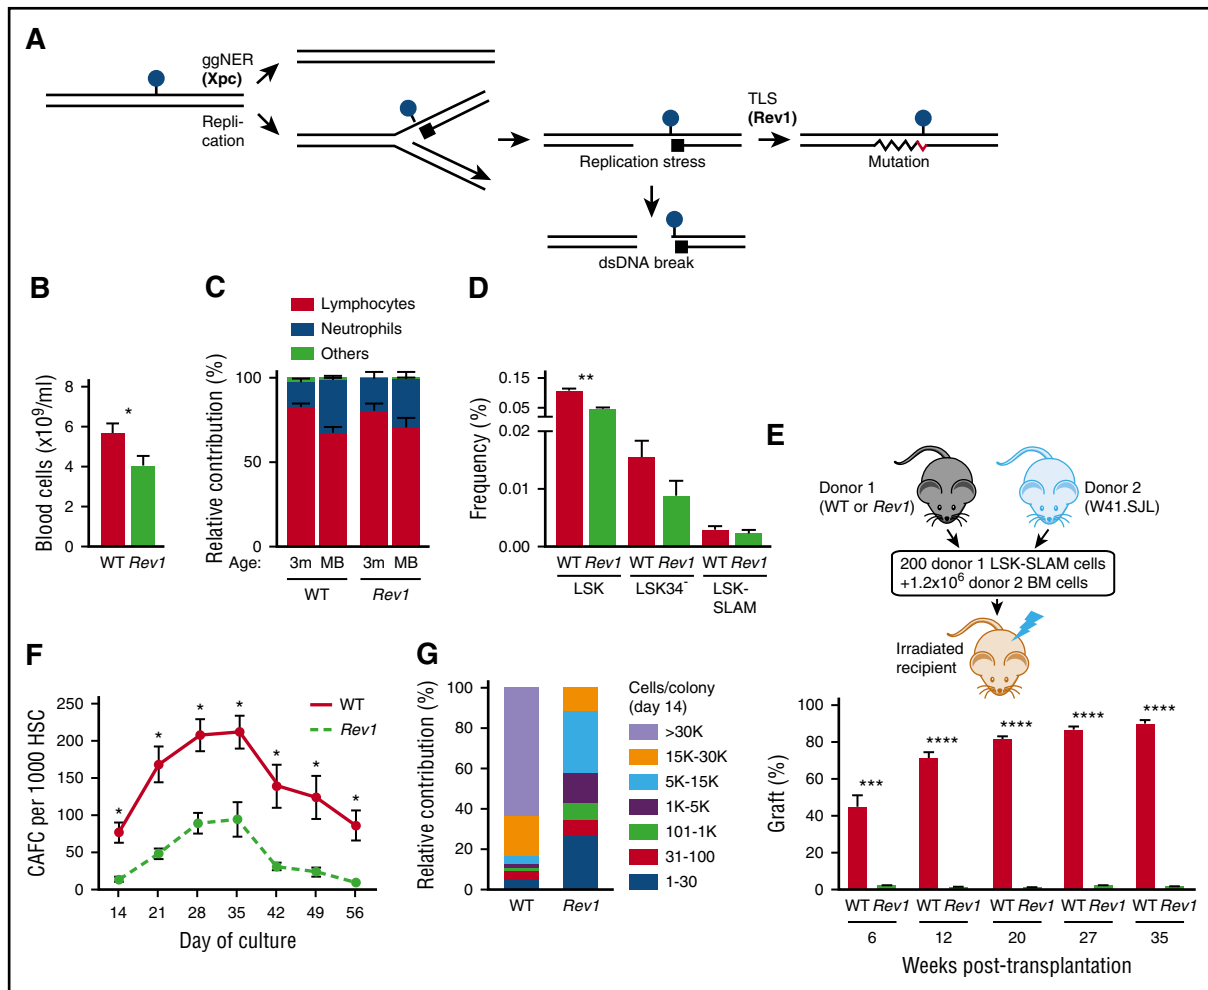 A
ggNER
(Xpc)
Repli-
cation
Replication stress
TLS
(Rev1)
Mutation
dsDNA break
B
Blood cells (x10⁹/ml)
8
6
4
2
0
*
WT Rev1
C
Lymphocytes
Neutrophils
Others
Relative contribution (%)
100
50
0
Age: 3m MB 3m MB
WT Rev1
D
Frequency (%)
0.15
0.05
0.02
0.01
0.00
**
WT Rev1 WT Rev1 WT Rev1
LSK LSK34⁻ LSK-
SLAM
E
Donor 1
(WT or Rev1)
Donor 2
(W41.SJL)
200 donor 1 LSK-SLAM cells
+1.2x10⁶ donor 2 BM cells
Irradiated
recipient
Graft (%)
100
80
60
40
20
0
*** **** **** **** ****
WT Rev1 WT Rev1 WT Rev1 WT Rev1 WT Rev1
6 12 20 27 35
Weeks post-transplantation
F
CAFC per 1000 HSC
250
200
150
100
50
0
WT
Rev1
* * * * * * *
14 21 28 35 42 49 56
Day of culture
G
Relative contribution (%)
100
80
60
40
20
0
WT Rev1
Cells/colony
(day 14)
>30K
15K-30K
5K-15K
1K-5K
101-1K
31-100
1-30